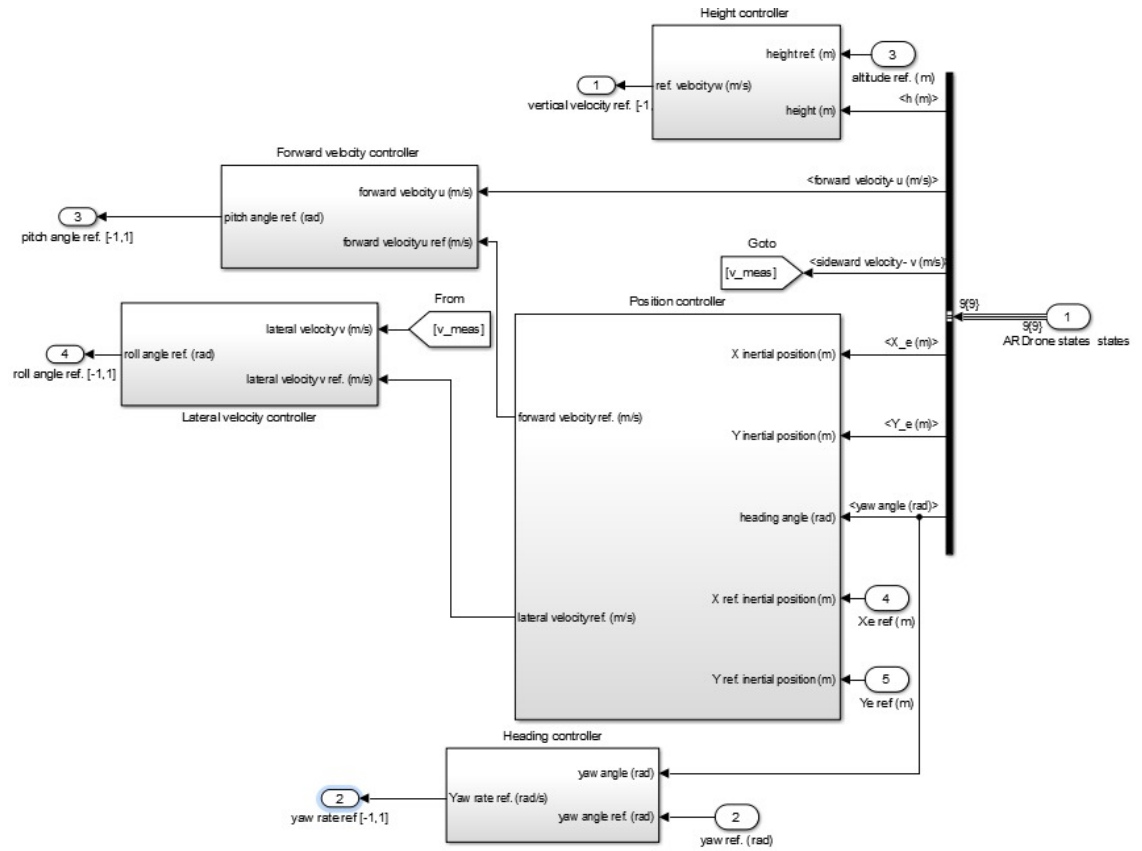 Height controller
height ref. (m)
3
altitude ref. (m)
1
ref. velocity w (m/s)
vertical velocity ref. [-1,
height (m)
<h (m)>
Forward velocity controller
forward velocity u (m/s)
<forward velocity- u (m/s)>
3
pitch angle ref. (rad)
pitch angle ref. [-1,1]
forward velocity u ref (m/s)
Goto
[v_meas]
<sideward velocity- v (m/s)
From
[v_meas]
Position controller
9{9}
1
9{9}
AR Drone states states
lateral velocity v (m/s)
4
roll angle ref. (rad)
roll angle ref. [-1,1]
lateral velocity v ref. (m/s)
Lateral velocity controller
X inertial position (m)
<X_e (m)>
forward velocity ref. (m/s)
Y inertial position (m)
<Y_e (m)>
heading angle (rad)
<yaw angle (rad)>
X ref. inertial position (m)
4
Xe ref (m)
lateral velocity ref. (m/s)
Y ref. inertial position (m)
5
Ye ref (m)
Heading controller
yaw angle (rad)
2
Yaw rate ref. (rad/s)
yaw rate ref [-1,1]
yaw angle ref. (rad)
2
yaw ref. (rad)